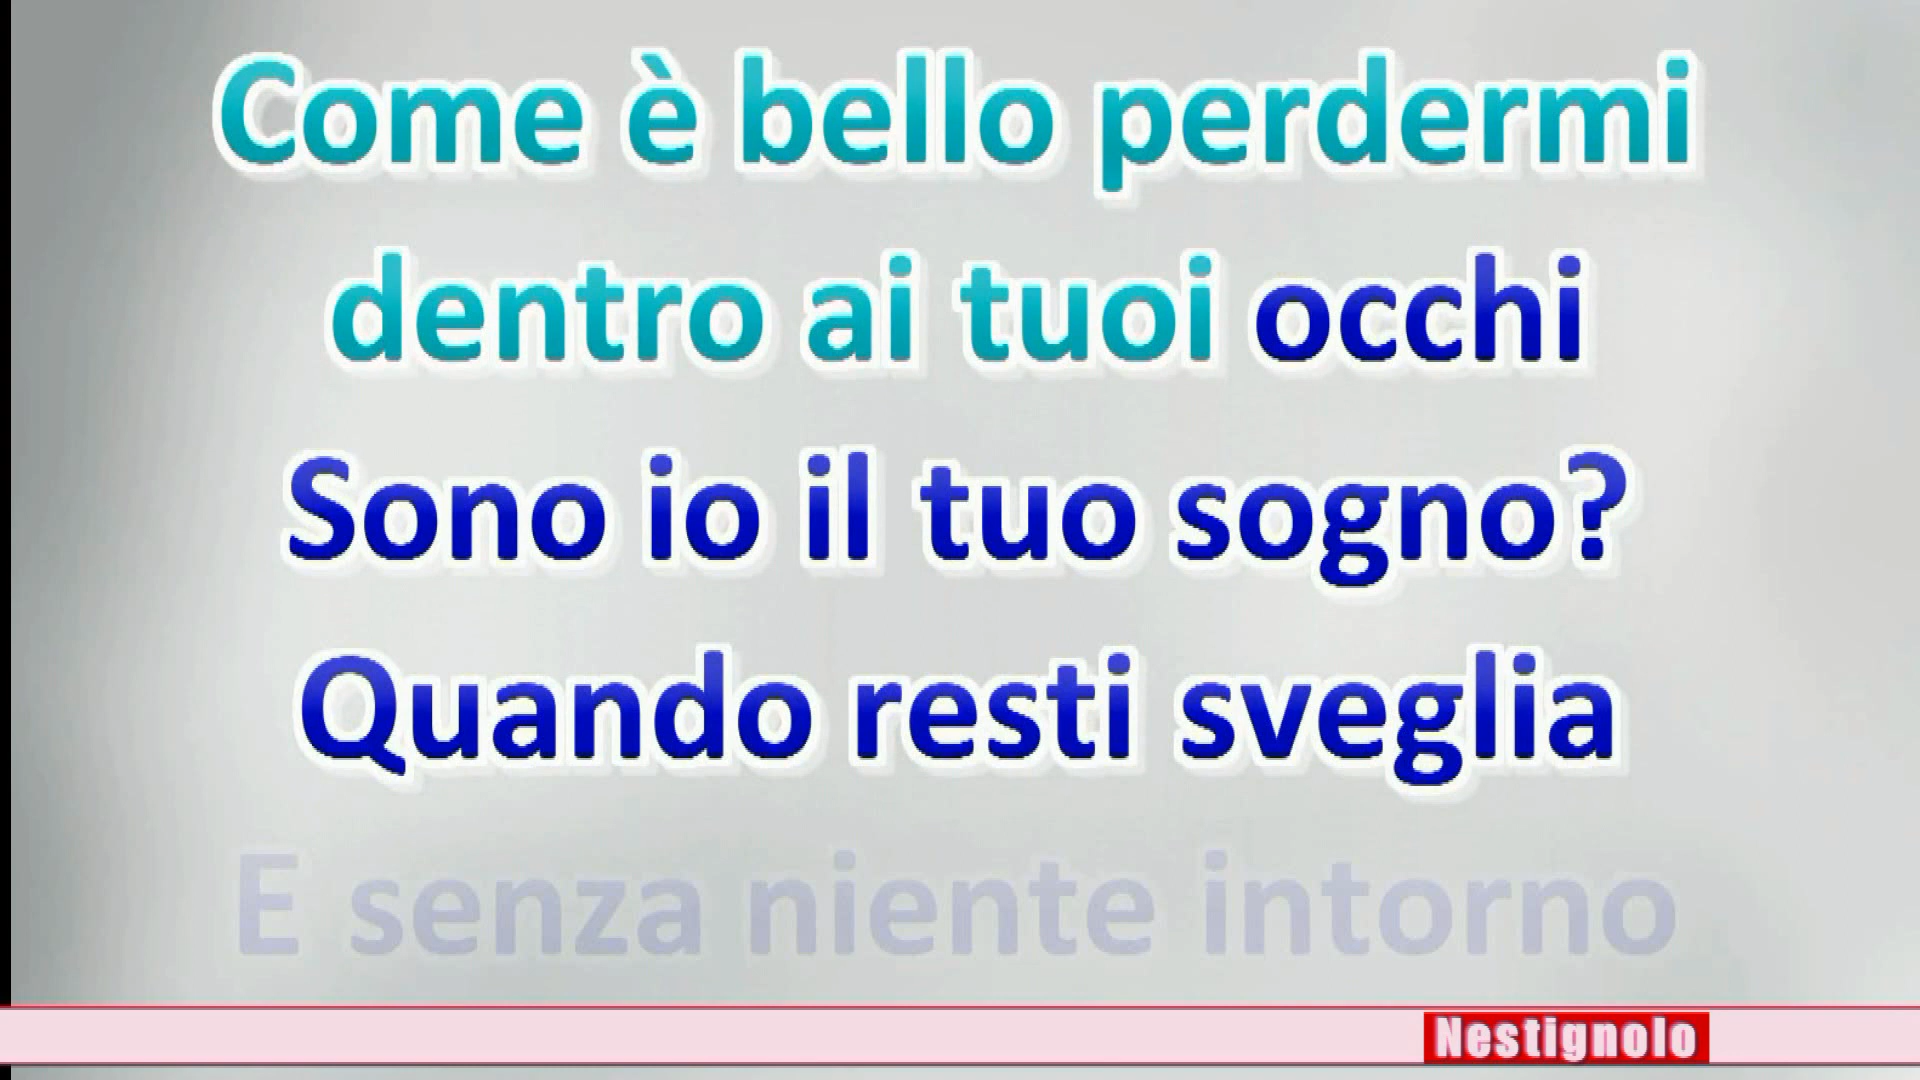 Come è bello perdermi
dentro ai tuoi occhi
Sono io il tuo sogno?
Quando resti sveglia
E senza niente intorno
Nestignolo